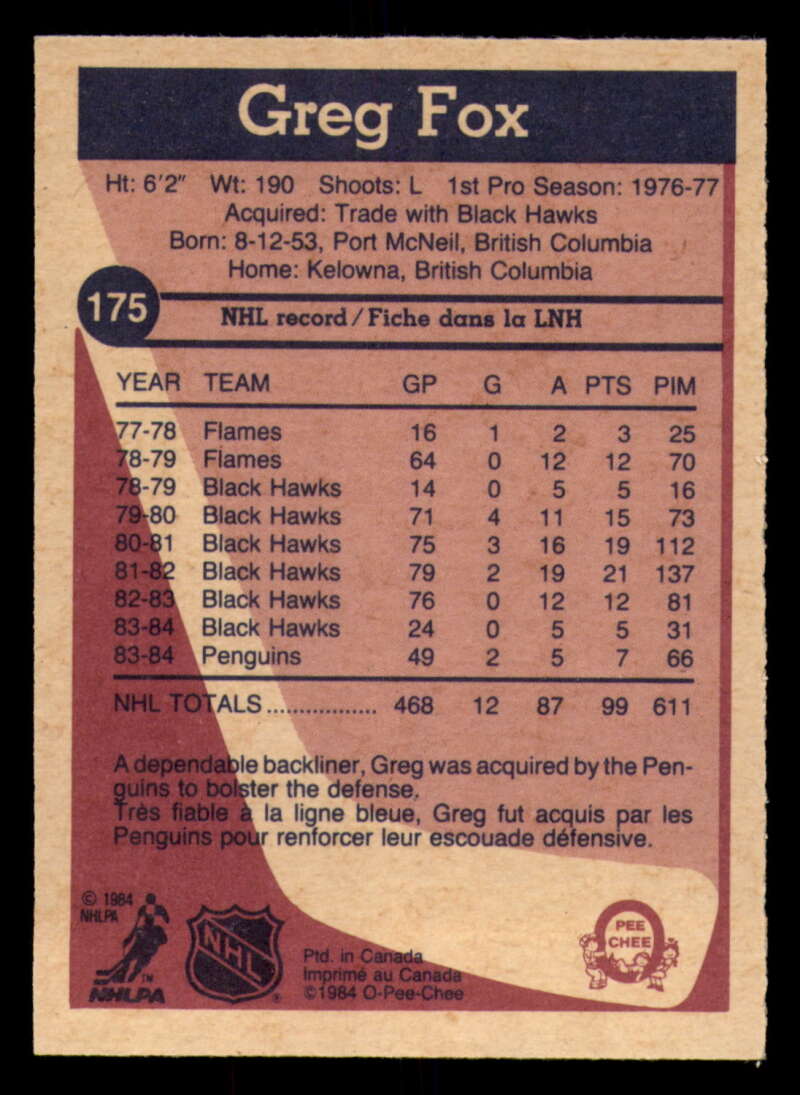 Greg Fox
Ht: 6'2" Wt: 190 Shoots: L 1st Pro Season: 1976-77
Acquired: Trade with Black Hawks
Born: 8-12-53, Port McNeil, British Columbia
Home: Kelowna, British Columbia
175
NHL record/Fiche dans la LNH
YEAR TEAM GP G A PTS PIM
77-78 Flames 16 1 2 3 25
78-79 Flames 64 0 12 12 70
78-79 Black Hawks 14 0 5 5 16
79-80 Black Hawks 71 4 11 15 73
80-81 Black Hawks 75 3 16 19 112
81-82 Black Hawks 79 2 19 21 137
82-83 Black Hawks 76 0 12 12 81
83-84 Black Hawks 24 0 5 5 31
83-84 Penguins 49 2 5 7 66
NHL TOTALS ................. 468 12 87 99 611
A dependable backliner, Greg was acquired by the Pen-
guins to bolster the defense.
Très fiable à la ligne bleue, Greg fut acquis par les
Penguins pour renforcer leur escouade défensive.
© 1984
NHLPA
TM
NHLPA
NHL
®
Ptd. in Canada
Imprimé au Canada
©1984 O-Pee-Chee
PEE
CHEE